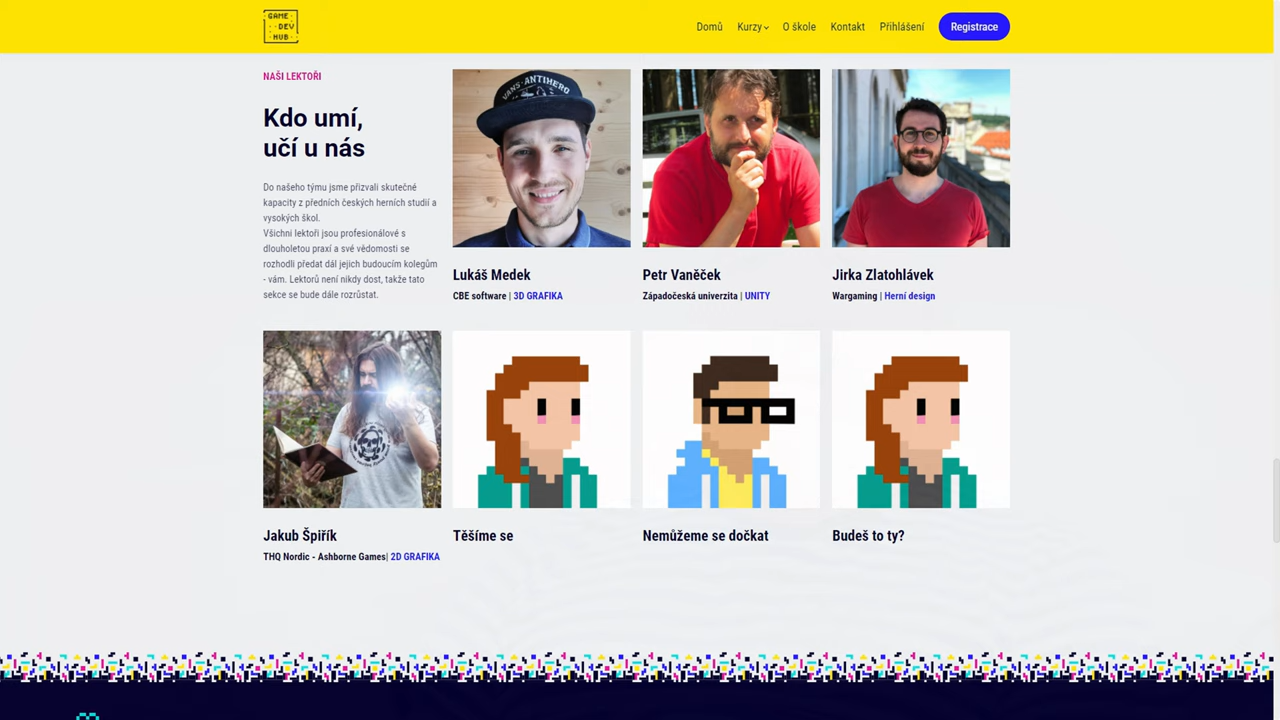 GAME
DEV
HUB
Domů
Kurzy
O škole
Kontakt
Přihlášení
Registrace
NAŠI LEKTOŘI
Kdo umí,
učí u nás
Do našeho týmu jsme přizvali skutečné
kapacity z předních českých herních studií a
vysokých škol.
Všichni lektoři jsou profesionálové s
dlouholetou praxí a své vědomosti se
rozhodli předat dál jejich budoucím kolegům
- vám. Lektorů není nikdy dost, takže tato
sekce se bude dále rozrůstat.
VANS·ANTIHERO
Lukáš Medek
CBE software | 3D GRAFIKA
Petr Vaněček
Západočeská univerzita | UNITY
Jirka Zlatohlávek
Wargaming | Herní design
Jakub Špiřík
THQ Nordic - Ashborne Games| 2D GRAFIKA
Těšíme se
Nemůžeme se dočkat
Budeš to ty?